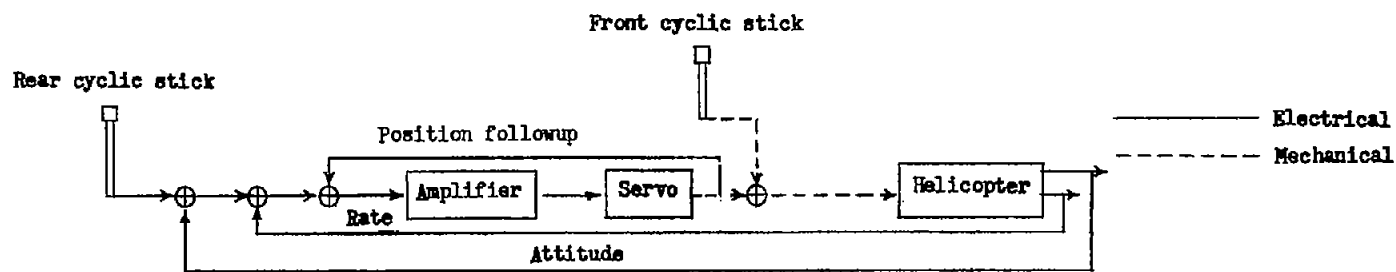 Front cyclic stick
Rear cyclic stick
Position followup
Electrical
Mechanical
Amplifier
Servo
Helicopter
Rate
Attitude